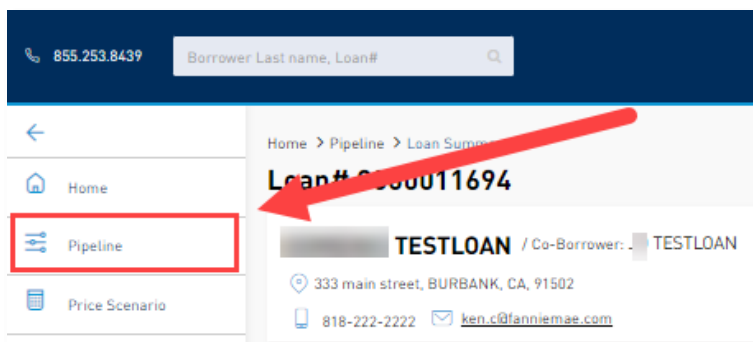 855.253.8439
Borrower Last name, Loan#
Home > Pipeline > Loan
Home
Loan#
Pipeline
TESTLOAN / Co-Borrower: TESTLOAN
333 main street, BURBANK, CA, 91502
Price Scenario
818-222-2222 ken.c@fanniemae.com